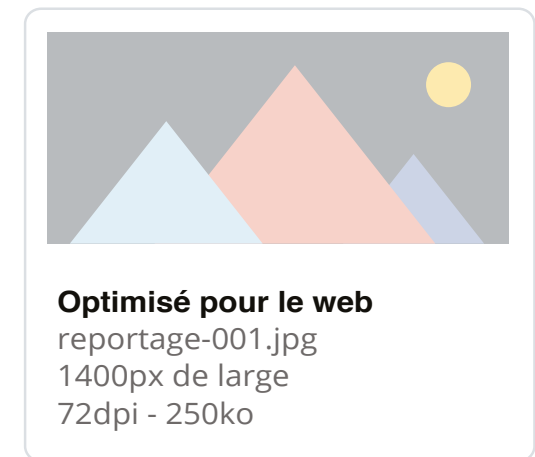 Optimisé pour le web
reportage-001.jpg
1400px de large
72dpi - 250ko